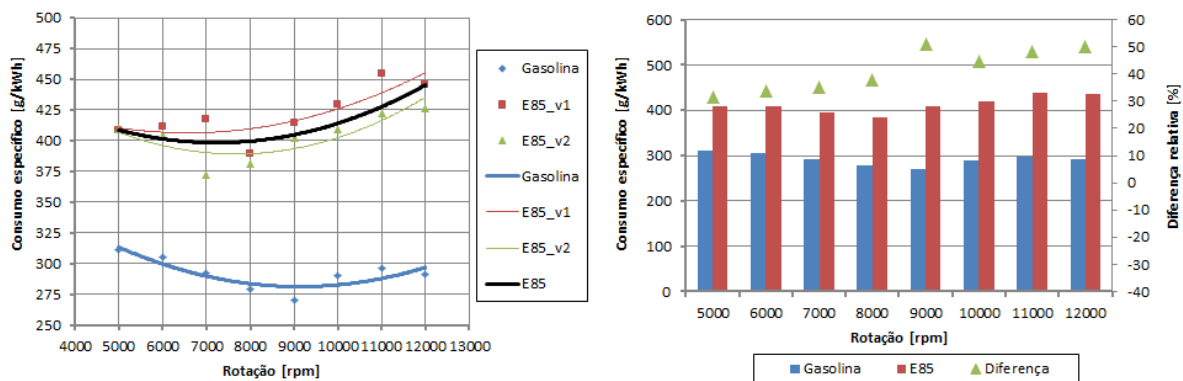 500
475
450
425
400
375
350
325
300
275
250
4000 5000 6000 7000 8000 9000 10000 11000 12000 13000
Consumo específico [g/kWh]
Rotação [rpm]
Gasolina
E85_v1
E85_v2
Gasolina
E85_v1
E85_v2
E85
600
500
400
300
200
100
0
Consumo específico [g/kWh]
60
50
40
30
20
10
0
-10
-20
-30
-40
Diferença relativa [%]
5000 6000 7000 8000 9000 10000 11000 12000
Rotação [rpm]
Gasolina E85 Diferença